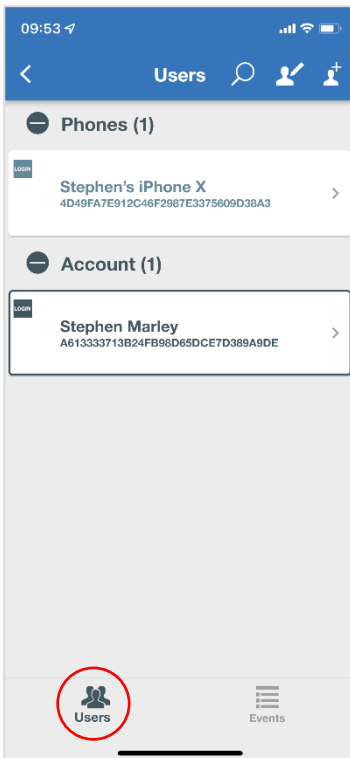 09:53
Users
Phones (1)
LOGIN
Stephen's iPhone X
4D49FA7E912C46F2987E3375609D38A3
Account (1)
LOGIN
Stephen Marley
A613333713B24FB98D65DCE7D389A9DE
Users
Events